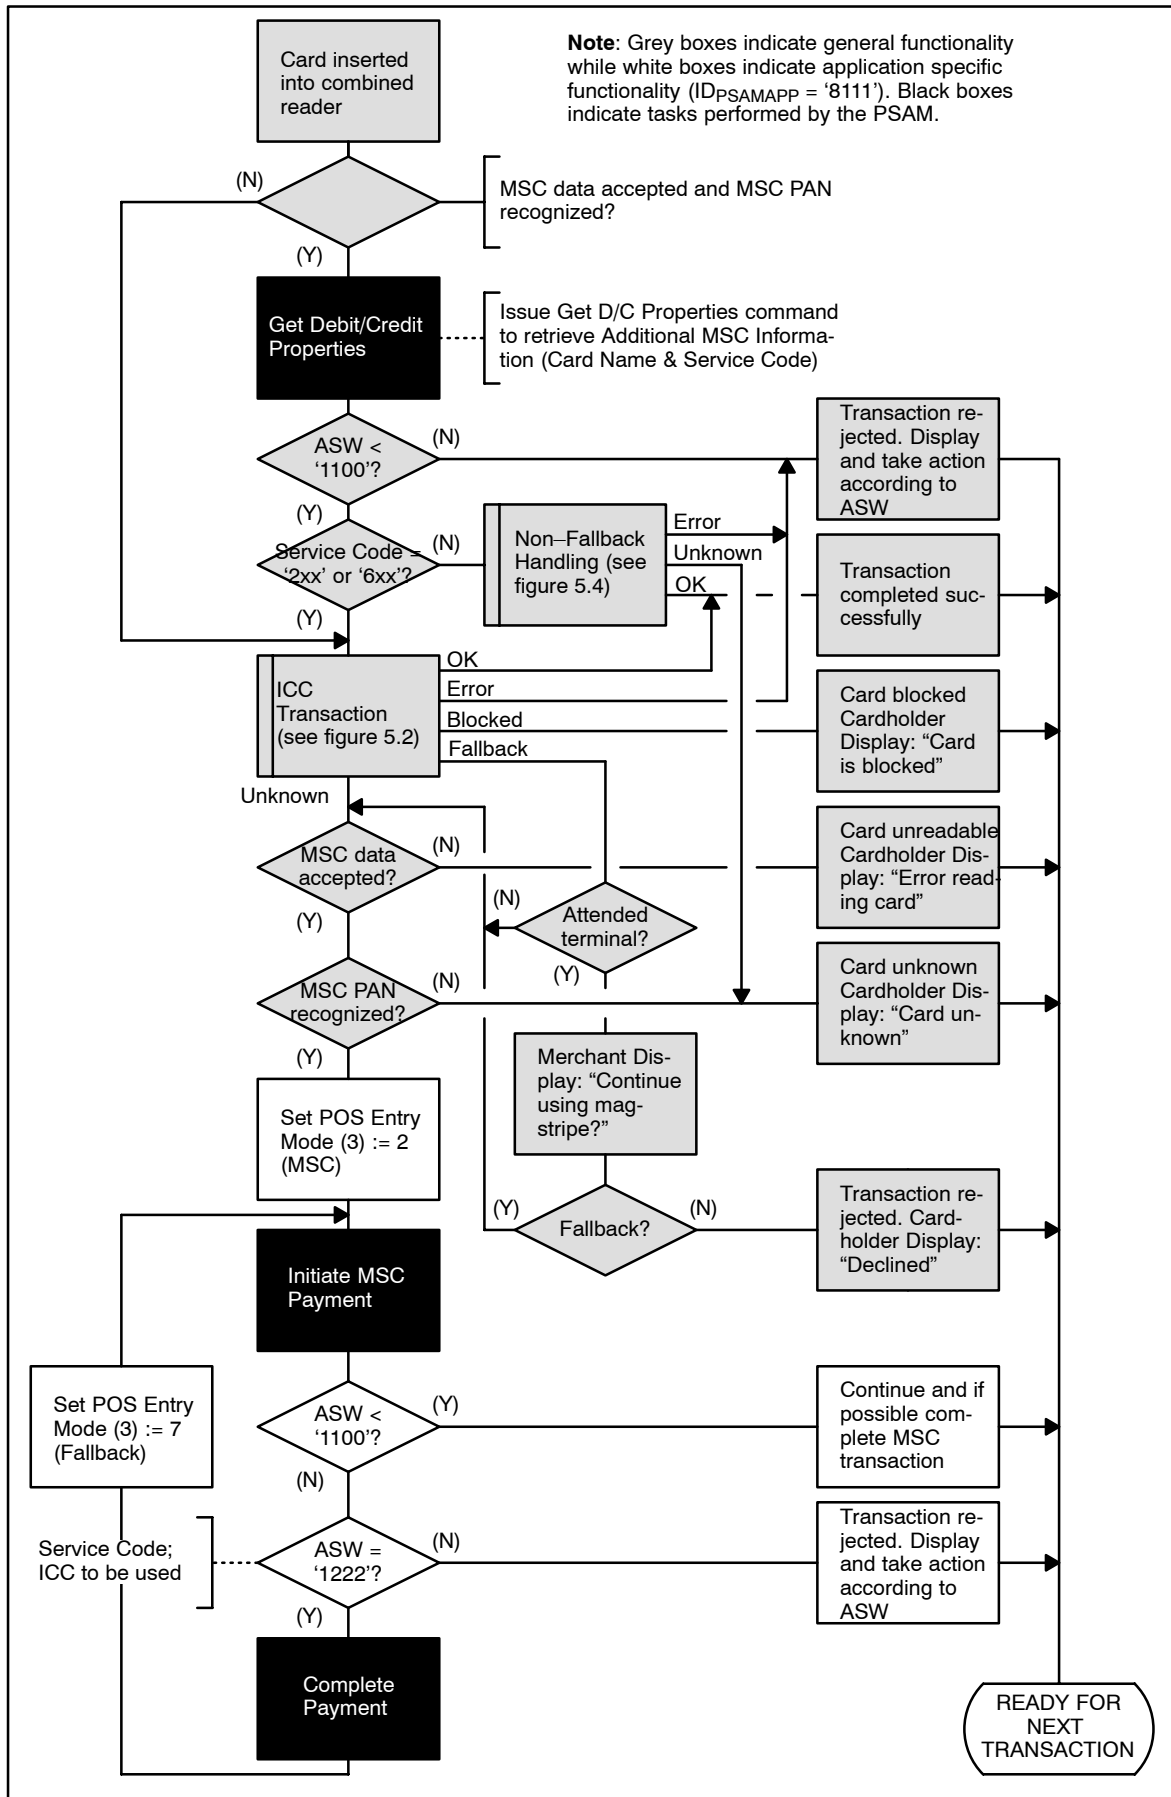 Card inserted
into combined
reader
Note: Grey boxes indicate general functionality
while white boxes indicate application specific
functionality (IDPSAMAPP = ‘8111’). Black boxes
indicate tasks performed by the PSAM.
(N)
MSC data accepted and MSC PAN
recognized?
(Y)
Get Debit/Credit
Properties
Issue Get D/C Properties command
to retrieve Additional MSC Informa-
tion (Card Name & Service Code)
ASW <
‘1100’?
(N)
Transaction re-
jected. Display
and take action
according to
ASW
(Y)
Service Code =
‘2xx’ or ‘6xx’?
(N)
Non–Fallback
Handling (see
figure 5.4)
Error
Unknown
OK
Transaction
completed suc-
cessfully
(Y)
ICC
Transaction
(see figure 5.2)
OK
Error
Blocked
Fallback
Card blocked
Cardholder
Display: “Card
is blocked”
Unknown
MSC data
accepted?
(N)
Card unreadable
Cardholder Dis-
play: “Error read-
ing card”
(Y)
(N)
Attended
terminal?
(Y)
MSC PAN
recognized?
(N)
Card unknown
Cardholder Dis-
play: “Card un-
known”
(Y)
Merchant Dis-
play: “Continue
using mag-
stripe?”
Set POS Entry
Mode (3) := 2
(MSC)
(Y)
Fallback?
(N)
Transaction re-
jected. Card-
holder Display:
“Declined”
Initiate MSC
Payment
Set POS Entry
Mode (3) := 7
(Fallback)
ASW <
‘1100’?
(Y)
Continue and if
possible com-
plete MSC
transaction
(N)
Service Code;
ICC to be used
ASW =
‘1222’?
(N)
Transaction re-
jected. Display
and take action
according to
ASW
(Y)
Complete
Payment
READY FOR
NEXT
TRANSACTION